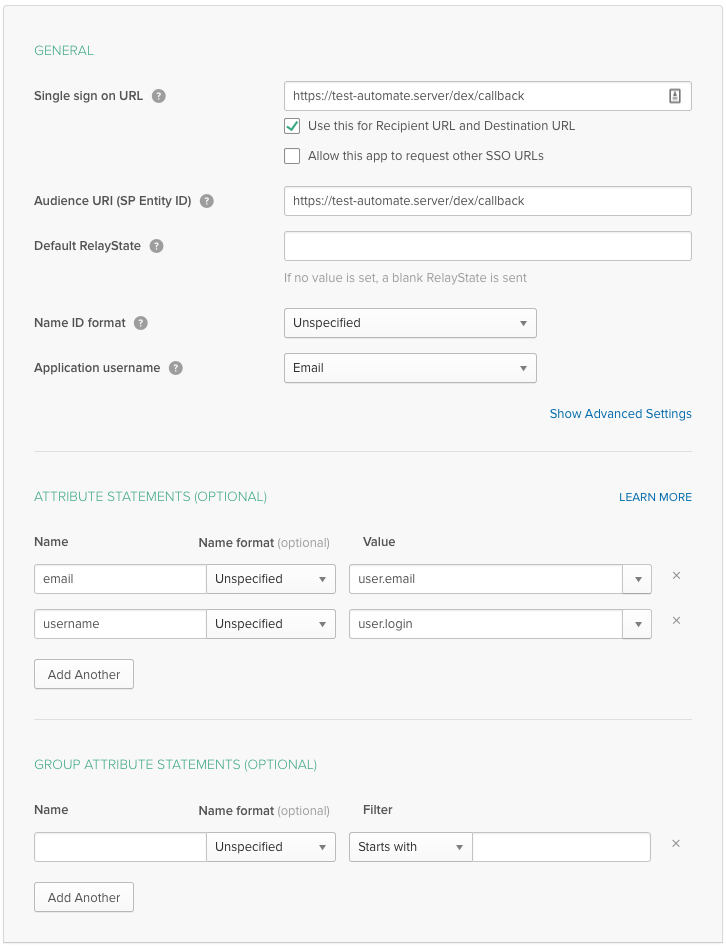 GENERAL
Single sign on URL ? https://test-automate.server/dex/callback
Use this for Recipient URL and Destination URL
Allow this app to request other SSO URLs
Audience URI (SP Entity ID) ? https://test-automate.server/dex/callback
Default RelayState ?
If no value is set, a blank RelayState is sent
Name ID format ? Unspecified
Application username ? Email
Show Advanced Settings
ATTRIBUTE STATEMENTS (OPTIONAL) LEARN MORE
Name Name format (optional) Value
email Unspecified user.email ×
username Unspecified user.login ×
Add Another
GROUP ATTRIBUTE STATEMENTS (OPTIONAL)
Name Name format (optional) Filter
Unspecified Starts with ×
Add Another